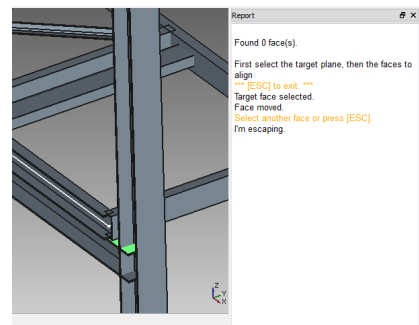 Report
Found 0 face(s).
First select the target plane, then the faces to
align
*** [ESC] to exit. ***
Target face selected.
Face moved.
Select another face or press [ESC].
I'm escaping.
Z
Y
X